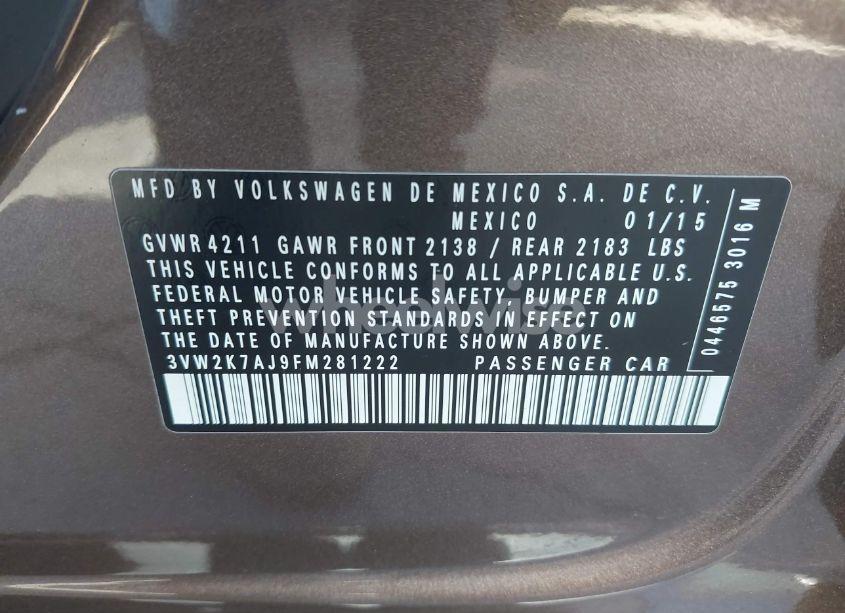 MFD BY VOLKSWAGEN DE MEXICO S.A. DE C.V.
MEXICO 01/15
GVWR 4211 GAWR FRONT 2138 / REAR 2183 LBS
THIS VEHICLE CONFORMS TO ALL APPLICABLE U.S.
FEDERAL MOTOR VEHICLE SAFETY, BUMPER AND
THEFT PREVENTION STANDARDS IN EFFECT ON
THE DATE OF MANUFACTURE SHOWN ABOVE.
3VW2K7AJ9FM281222 PASSENGER CAR
0446575 3016 M
wheelwise